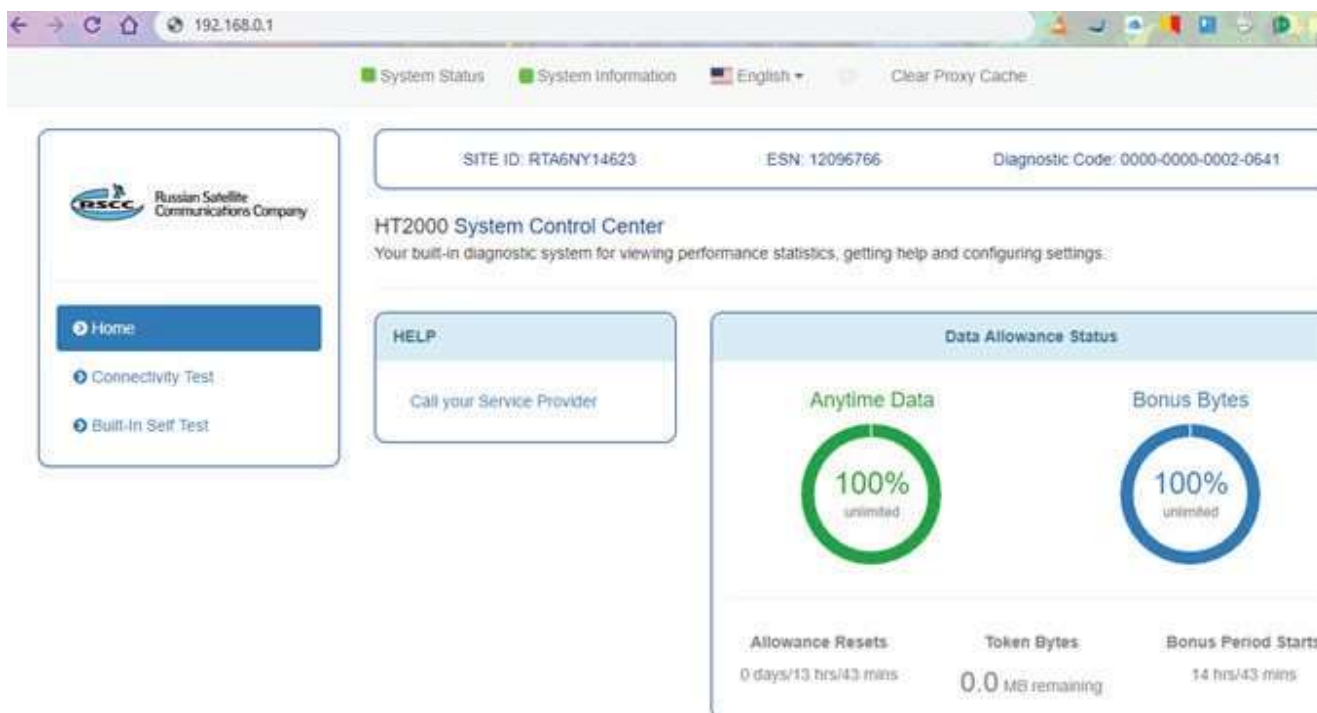 192.168.0.1
System Status System Information English Clear Proxy Cache
RSCC Russian Satellite
Communications Company
SITE ID: RTA6NY14623 ESN: 12096766 Diagnostic Code: 0000-0000-0002-0641
HT2000 System Control Center
Your built-in diagnostic system for viewing performance statistics, getting help and configuring settings.
Home
Connectivity Test
Built-In Self Test
HELP
Call your Service Provider
Data Allowance Status
Anytime Data Bonus Bytes
100% 100%
unlimited unlimited
Allowance Resets Token Bytes Bonus Period Starts
0 days/13 hrs/43 mins 0.0 MB remaining 14 hrs/43 mins